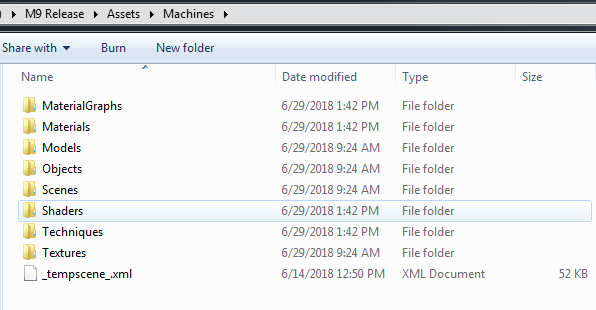 M9 Release Assets Machines
Share with Burn New folder
Name Date modified Type Size
MaterialGraphs 6/29/2018 1:42 PM File folder
Materials 6/29/2018 1:42 PM File folder
Models 6/29/2018 9:24 AM File folder
Objects 6/29/2018 9:24 AM File folder
Scenes 6/29/2018 9:24 AM File folder
Shaders 6/29/2018 1:42 PM File folder
Techniques 6/29/2018 1:42 PM File folder
Textures 6/29/2018 9:24 AM File folder
_tempscene_.xml 6/14/2018 12:50 PM XML Document 52 KB